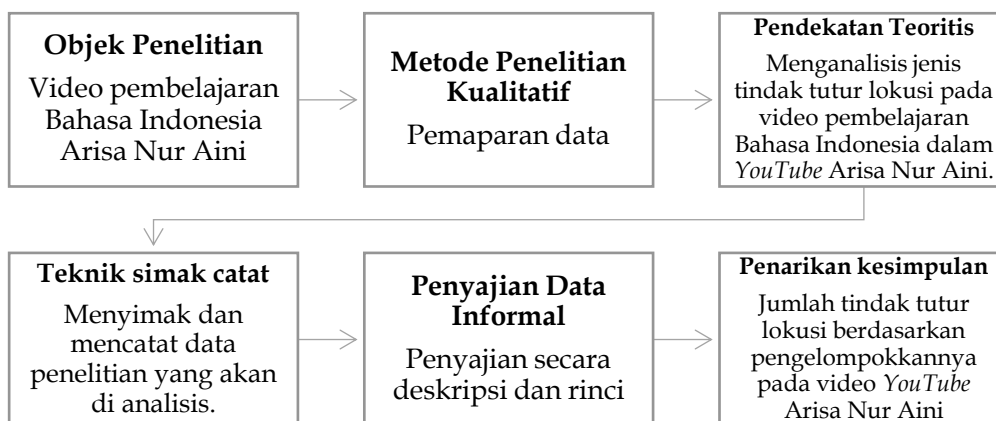 Objek Penelitian
Video pembelajaran
Bahasa Indonesia
Arisa Nur Aini
Metode Penelitian
Kualitatif
Pemaparan data
Pendekatan Teoritis
Menganalisis jenis
tindak tutur lokusi pada
video pembelajaran
Bahasa Indonesia dalam
YouTube Arisa Nur Aini.
Teknik simak catat
Menyimak dan
mencatat data
penelitian yang akan
di analisis.
Penyajian Data
Informal
Penyajian secara
deskripsi dan rinci
Penarikan kesimpulan
Jumlah tindak tutur
lokusi berdasarkan
pengelompokkannya
pada video YouTube
Arisa Nur Aini